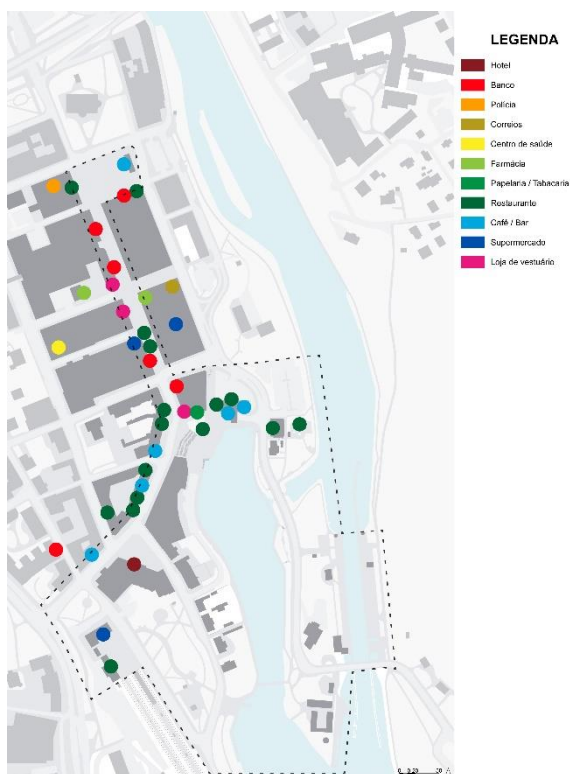 LEGENDA
Hotel
Banco
Polícia
Correios
Centro de saúde
Farmácia
Papelaria / Tabacaria
Restaurante
Café / Bar
Supermercado
Loja de vestuário